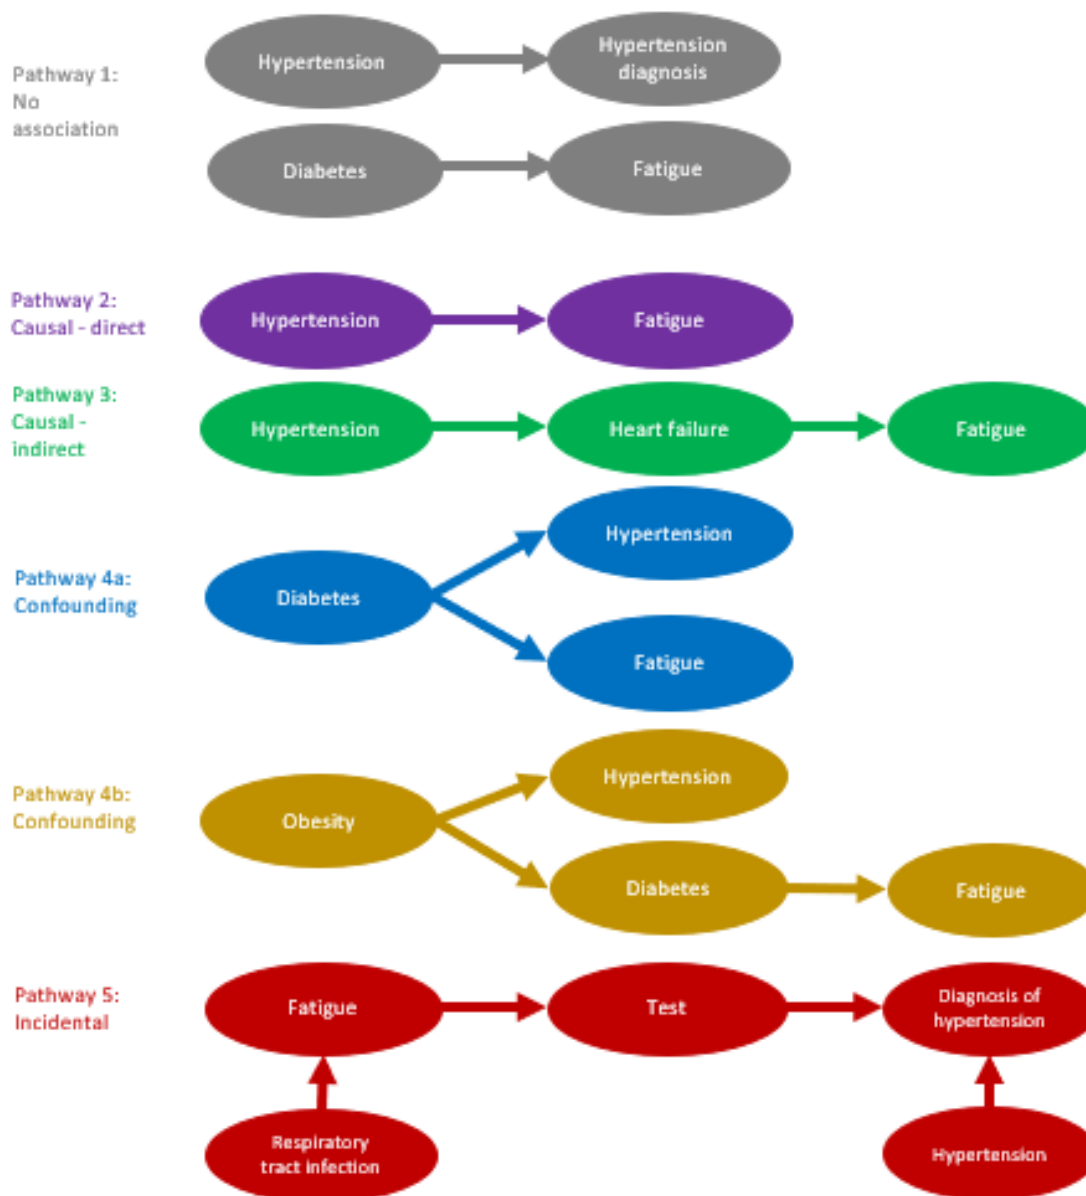 Pathway 1:
No
association
Hypertension
Hypertension
diagnosis
Diabetes
Fatigue
Pathway 2:
Causal - direct
Hypertension
Fatigue
Pathway 3:
Causal -
indirect
Hypertension
Heart failure
Fatigue
Pathway 4a:
Confounding
Diabetes
Hypertension
Fatigue
Pathway 4b:
Confounding
Obesity
Hypertension
Diabetes
Fatigue
Pathway 5:
Incidental
Fatigue
Test
Diagnosis of
hypertension
Respiratory
tract infection
Hypertension